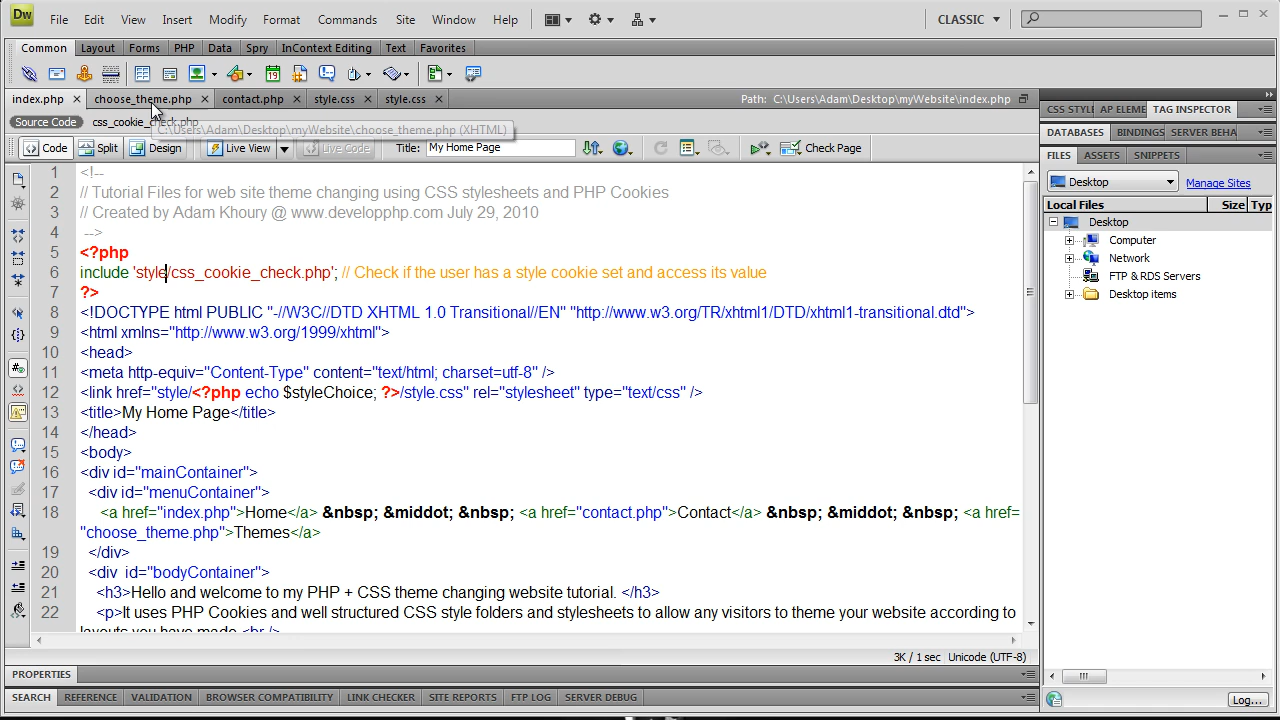 Dw File Edit View Insert Modify Format Commands Site Window Help CLASSIC
Common Layout Forms PHP Data Spry InContext Editing Text Favorites
index.php choose_theme.php contact.php style.css style.css Path: C:\Users\Adam\Desktop\myWebsite\index.php
Source Code css_cookie_check.php
C:\Users\Adam\Desktop\myWebsite\choose_theme.php (XHTML)
Code Split Design Live View Live Code Title: My Home Page Check Page
1 <!--
2 // Tutorial Files for web site theme changing using CSS stylesheets and PHP Cookies
3 // Created by Adam Khoury @ www.developphp.com July 29, 2010
4 -->
5 <?php
6 include 'style/css_cookie_check.php'; // Check if the user has a style cookie set and access its value
7 ?>
8 <!DOCTYPE html PUBLIC "-//W3C//DTD XHTML 1.0 Transitional//EN" "http://www.w3.org/TR/xhtml1/DTD/xhtml1-transitional.dtd">
9 <html xmlns="http://www.w3.org/1999/xhtml">
10 <head>
11 <meta http-equiv="Content-Type" content="text/html; charset=utf-8" />
12 <link href="style/<?php echo $styleChoice; ?>/style.css" rel="stylesheet" type="text/css" />
13 <title>My Home Page</title>
14 </head>
15 <body>
16 <div id="mainContainer">
17 <div id="menuContainer">
18 <a href="index.php">Home</a> &nbsp; &middot; &nbsp; <a href="contact.php">Contact</a> &nbsp; &middot; &nbsp; <a href=
"choose_theme.php">Themes</a>
19 </div>
20 <div id="bodyContainer">
21 <h3>Hello and welcome to my PHP + CSS theme changing website tutorial. </h3>
22 <p>It uses PHP Cookies and well structured CSS style folders and stylesheets to allow any visitors to theme your website according to
layouts you have made.<br />
3K / 1 sec Unicode (UTF-8)
PROPERTIES
SEARCH REFERENCE VALIDATION BROWSER COMPATIBILITY LINK CHECKER SITE REPORTS FTP LOG SERVER DEBUG
CSS STYL AP ELEME TAG INSPECTOR
DATABASES BINDINGS SERVER BEHA
FILES ASSETS SNIPPETS
Desktop Manage Sites
Local Files Size Typ
Desktop
Computer
Network
FTP & RDS Servers
Desktop items
Log...